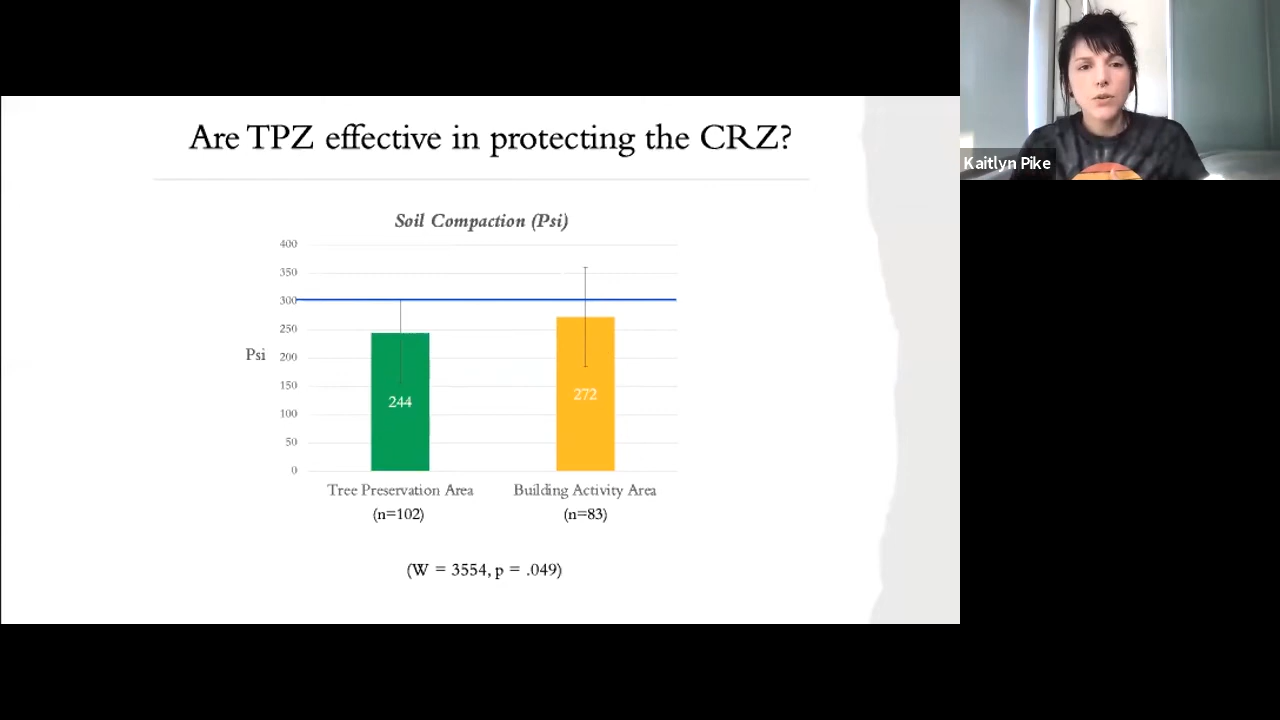 Are TPZ effective in protecting the CRZ?
Kaitlyn Pike
Soil Compaction (Psi)
400
350
300
250
Psi
200
150
100
50
0
244
272
Tree Preservation Area
Building Activity Area
(n=102)
(n=83)
(W = 3554, p = .049)